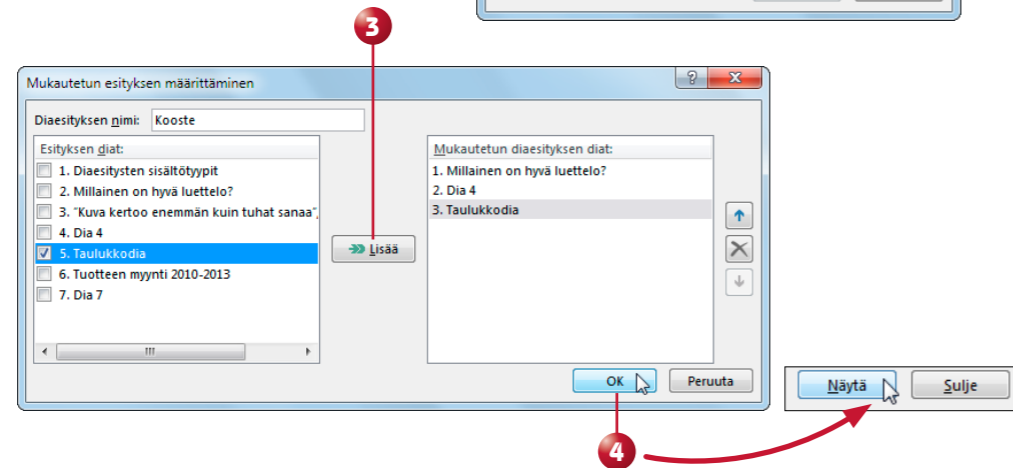 3
Mukautetun esityksen määrittäminen
Diaesityksen nimi: Kooste
Esityksen diat:
1. Diaesitysten sisältötyypit
2. Millainen on hyvä luettelo?
3. "Kuva kertoo enemmän kuin tuhat sanaa",
4. Dia 4
5. Taulukkodia
6. Tuotteen myynti 2010-2013
7. Dia 7
Lisää
Mukautetun diaesityksen diat:
1. Millainen on hyvä luettelo?
2. Dia 4
3. Taulukkodia
OK Peruuta
Näytä Sulje
4